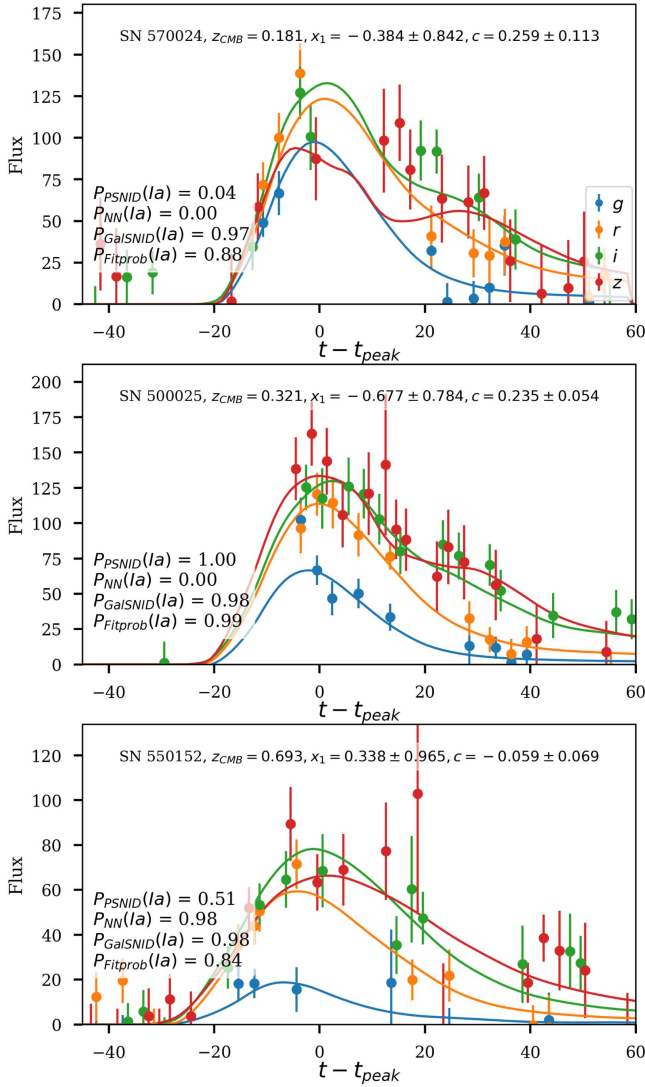 SN 570024, z_CMB = 0.181, x_1 = −0.384 ± 0.842, c = 0.259 ± 0.113
175
150
125
100
75
50
25
0
Flux
P_PSNID(Ia) = 0.04
P_NN(Ia) = 0.00
P_GalSNID(Ia) = 0.97
P_Fitprob(Ia) = 0.88
g
r
i
z
−40 −20 0 20 40 60
t − t_peak
SN 500025, z_CMB = 0.321, x_1 = −0.677 ± 0.784, c = 0.235 ± 0.054
200
175
150
125
100
75
50
25
0
Flux
P_PSNID(Ia) = 1.00
P_NN(Ia) = 0.00
P_GalSNID(Ia) = 0.98
P_Fitprob(Ia) = 0.99
−40 −20 0 20 40 60
t − t_peak
SN 550152, z_CMB = 0.693, x_1 = 0.338 ± 0.965, c = −0.059 ± 0.069
120
100
80
60
40
20
0
Flux
P_PSNID(Ia) = 0.51
P_NN(Ia) = 0.98
P_GalSNID(Ia) = 0.98
P_Fitprob(Ia) = 0.84
−40 −20 0 20 40 60
t − t_peak